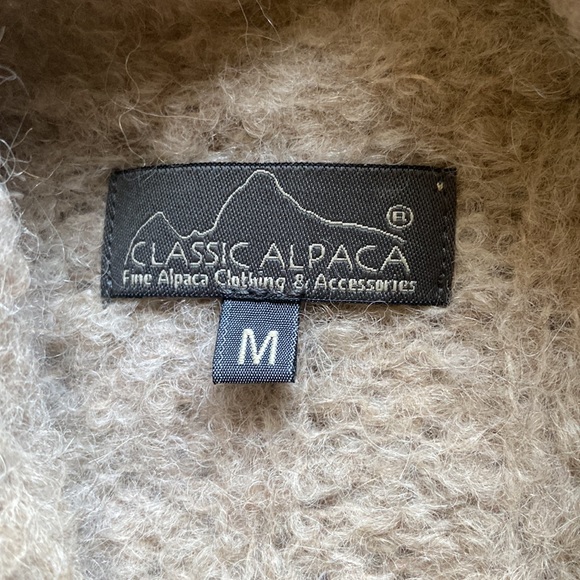 ®
CLASSIC ALPACA
Fine Alpaca Clothing & Accessories
M